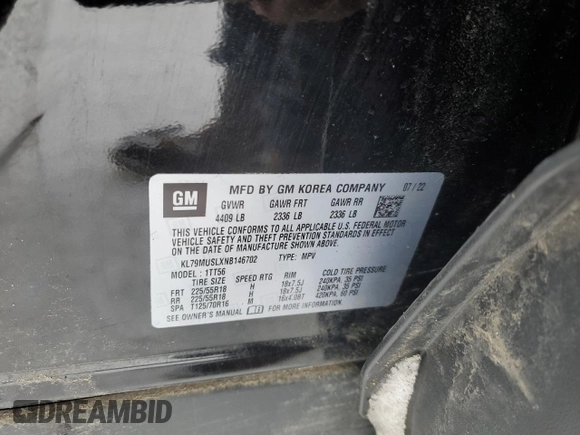 GM MFD BY GM KOREA COMPANY 07/22
GVWR GAWR FRT GAWR RR
4409 LB 2336 LB 2336 LB
THIS VEHICLE CONFORMS TO ALL APPLICABLE U.S. FEDERAL MOTOR
VEHICLE SAFETY AND THEFT PREVENTION STANDARDS IN EFFECT ON
THE DATE OF MANUFACTURE SHOWN ABOVE.
KL79MUSLXNB146702 TYPE: MPV
MODEL: 1TT56
TIRE SIZE SPEED RTG RIM COLD TIRE PRESSURE
FRT 225/55R18 H 18x7.5J 240KPA, 35 PSI
RR 225/55R18 H 18x7.5J 240KPA, 35 PSI
SPA T125/70R16 M 16x4.0BT 420KPA, 60 PSI
SEE OWNER'S MANUAL FOR MORE INFORMATION.
DREAMBID